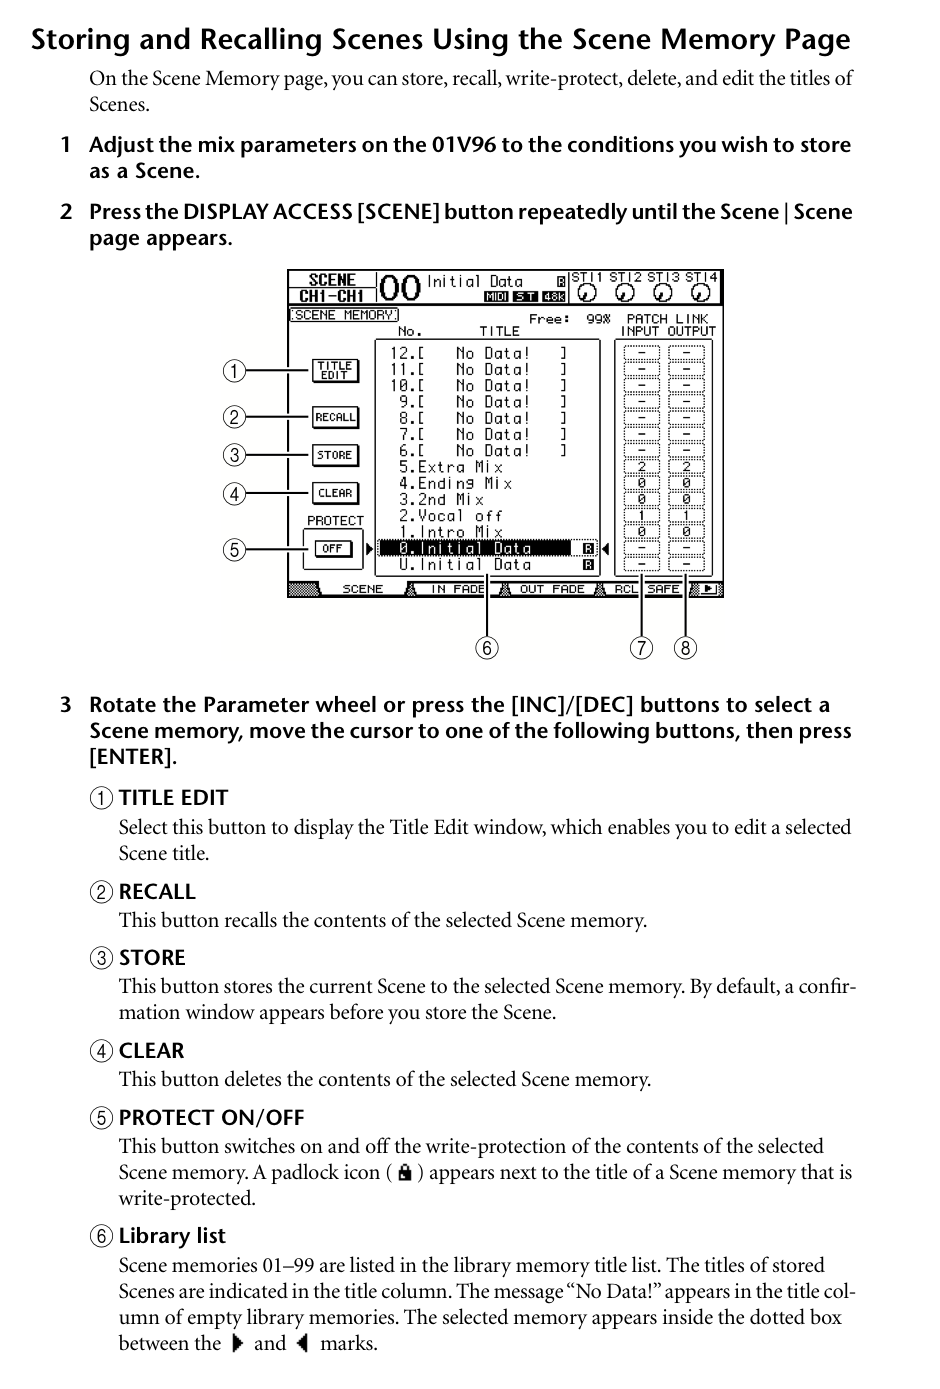 Storing and Recalling Scenes Using the Scene Memory Page
On the Scene Memory page, you can store, recall, write-protect, delete, and edit the titles of
Scenes.
1 Adjust the mix parameters on the 01V96 to the conditions you wish to store
as a Scene.
2 Press the DISPLAY ACCESS [SCENE] button repeatedly until the Scene | Scene
page appears.
SCENE 00 Initial Data R ST|1 ST|2 ST|3 ST|4
CH1-CH1 MIDI ST 48K
SCENE MEMORY Free: 99% PATCH LINK
No. TITLE INPUT OUTPUT
12.[ No Data! ] - -
① TITLE EDIT 11.[ No Data! ] - -
10.[ No Data! ] - -
9.[ No Data! ] - -
② RECALL 8.[ No Data! ] - -
7.[ No Data! ] - -
③ STORE 6.[ No Data! ] - -
5.Extra Mix 2 2
④ CLEAR 4.Ending Mix 0 0
3.2nd Mix 0 0
PROTECT 2.Vocal off 1 1
1.Intro Mix 0 0
⑤ OFF 0.Initial Data R - -
U.Initial Data R - -
SCENE IN FADE OUT FADE RCL SAFE
⑥ ⑦ ⑧
3 Rotate the Parameter wheel or press the [INC]/[DEC] buttons to select a
Scene memory, move the cursor to one of the following buttons, then press
[ENTER].
① TITLE EDIT
Select this button to display the Title Edit window, which enables you to edit a selected
Scene title.
② RECALL
This button recalls the contents of the selected Scene memory.
③ STORE
This button stores the current Scene to the selected Scene memory. By default, a confir-
mation window appears before you store the Scene.
④ CLEAR
This button deletes the contents of the selected Scene memory.
⑤ PROTECT ON/OFF
This button switches on and off the write-protection of the contents of the selected
Scene memory. A padlock icon ( ) appears next to the title of a Scene memory that is
write-protected.
⑥ Library list
Scene memories 01–99 are listed in the library memory title list. The titles of stored
Scenes are indicated in the title column. The message “No Data!” appears in the title col-
umn of empty library memories. The selected memory appears inside the dotted box
between the and marks.